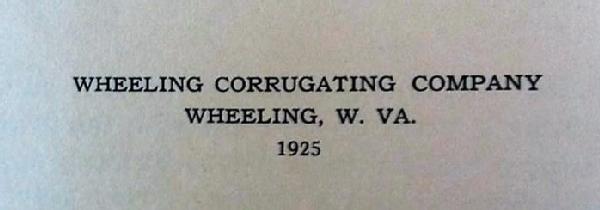 WHEELING CORRUGATING COMPANY
WHEELING, W. VA.
1925